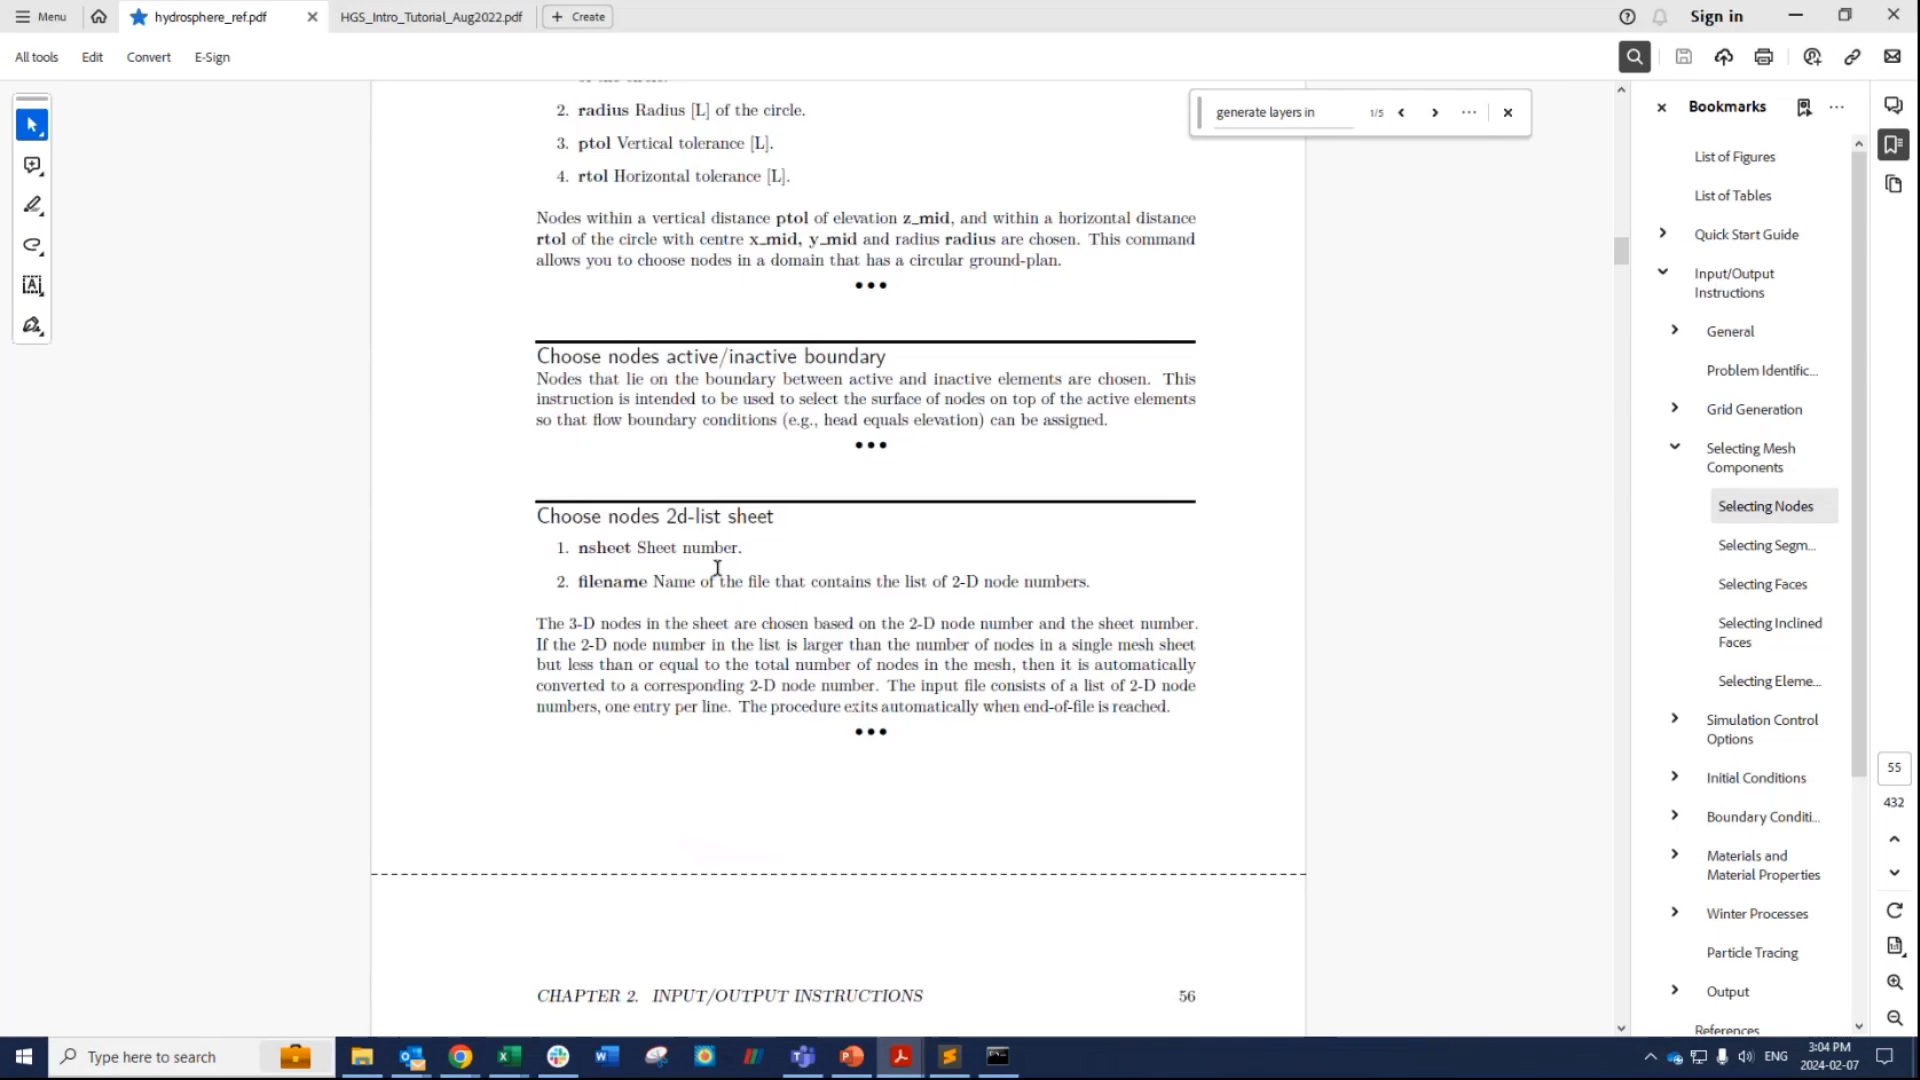 Menu
hydrosphere_ref.pdf
HGS_Intro_Tutorial_Aug2022.pdf
Create
Sign in
All tools
Edit
Convert
E-Sign
generate layers in
1/5
2. radius Radius [L] of the circle.
3. ptol Vertical tolerance [L].
4. rtol Horizontal tolerance [L].
Nodes within a vertical distance ptol of elevation z_mid, and within a horizontal distance
rtol of the circle with centre x_mid, y_mid and radius radius are chosen. This command
allows you to choose nodes in a domain that has a circular ground-plan.
•••
Choose nodes active/inactive boundary
Nodes that lie on the boundary between active and inactive elements are chosen. This
instruction is intended to be used to select the surface of nodes on top of the active elements
so that flow boundary conditions (e.g., head equals elevation) can be assigned.
•••
Choose nodes 2d-list sheet
1. nsheet Sheet number.
2. filename Name of the file that contains the list of 2-D node numbers.
The 3-D nodes in the sheet are chosen based on the 2-D node number and the sheet number.
If the 2-D node number in the list is larger than the number of nodes in a single mesh sheet
but less than or equal to the total number of nodes in the mesh, then it is automatically
converted to a corresponding 2-D node number. The input file consists of a list of 2-D node
numbers, one entry per line. The procedure exits automatically when end-of-file is reached.
•••
CHAPTER 2. INPUT/OUTPUT INSTRUCTIONS 56
Bookmarks
List of Figures
List of Tables
Quick Start Guide
Input/Output
Instructions
General
Problem Identific...
Grid Generation
Selecting Mesh
Components
Selecting Nodes
Selecting Segm...
Selecting Faces
Selecting Inclined
Faces
Selecting Eleme...
Simulation Control
Options
Initial Conditions
Boundary Conditi...
Materials and
Material Properties
Winter Processes
Particle Tracing
Output
References
55
432
Type here to search
ENG
3:04 PM
2024-02-07